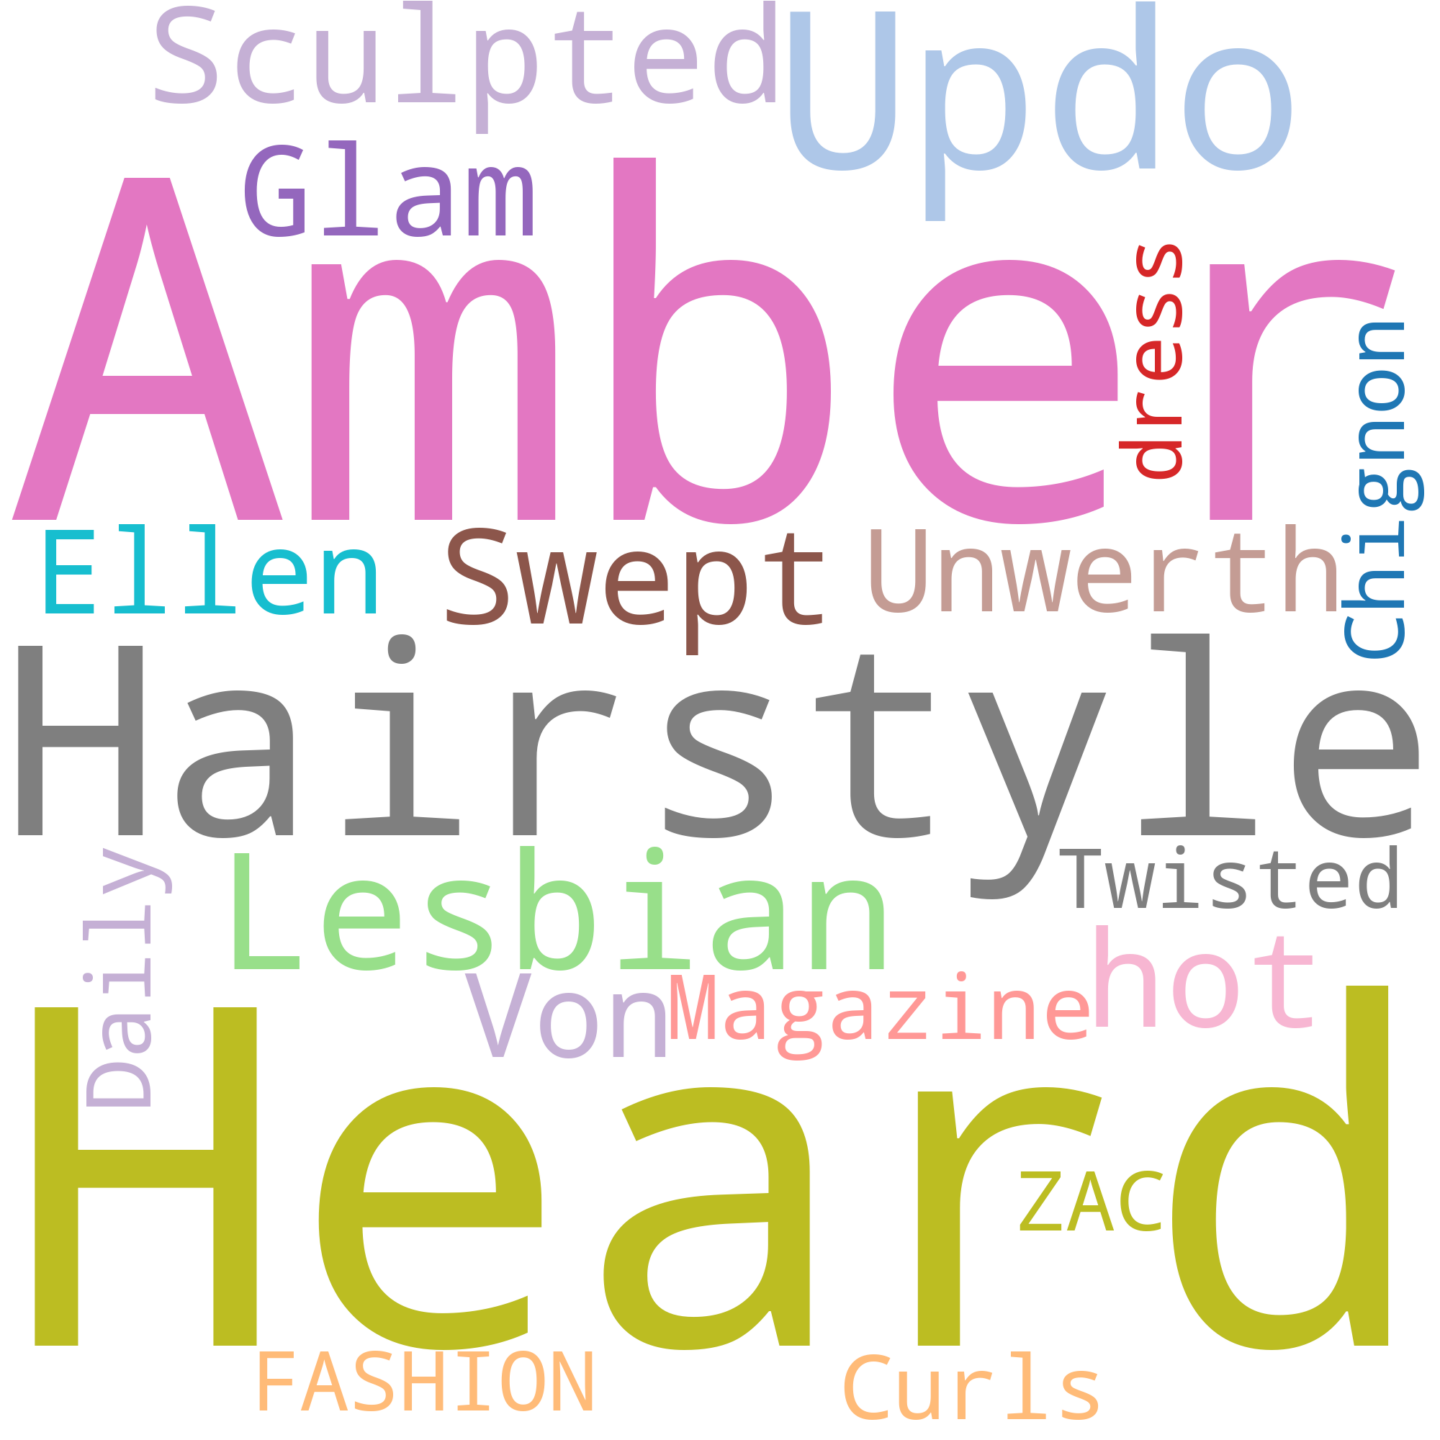 Sculpted
Updo
Glam
Amber
dress
Chignon
Ellen
Swept
Unwerth
Hairstyle
Lesbian
Twisted
Daily
Von
Magazine
hot
Heard
ZAC
FASHION
Curls